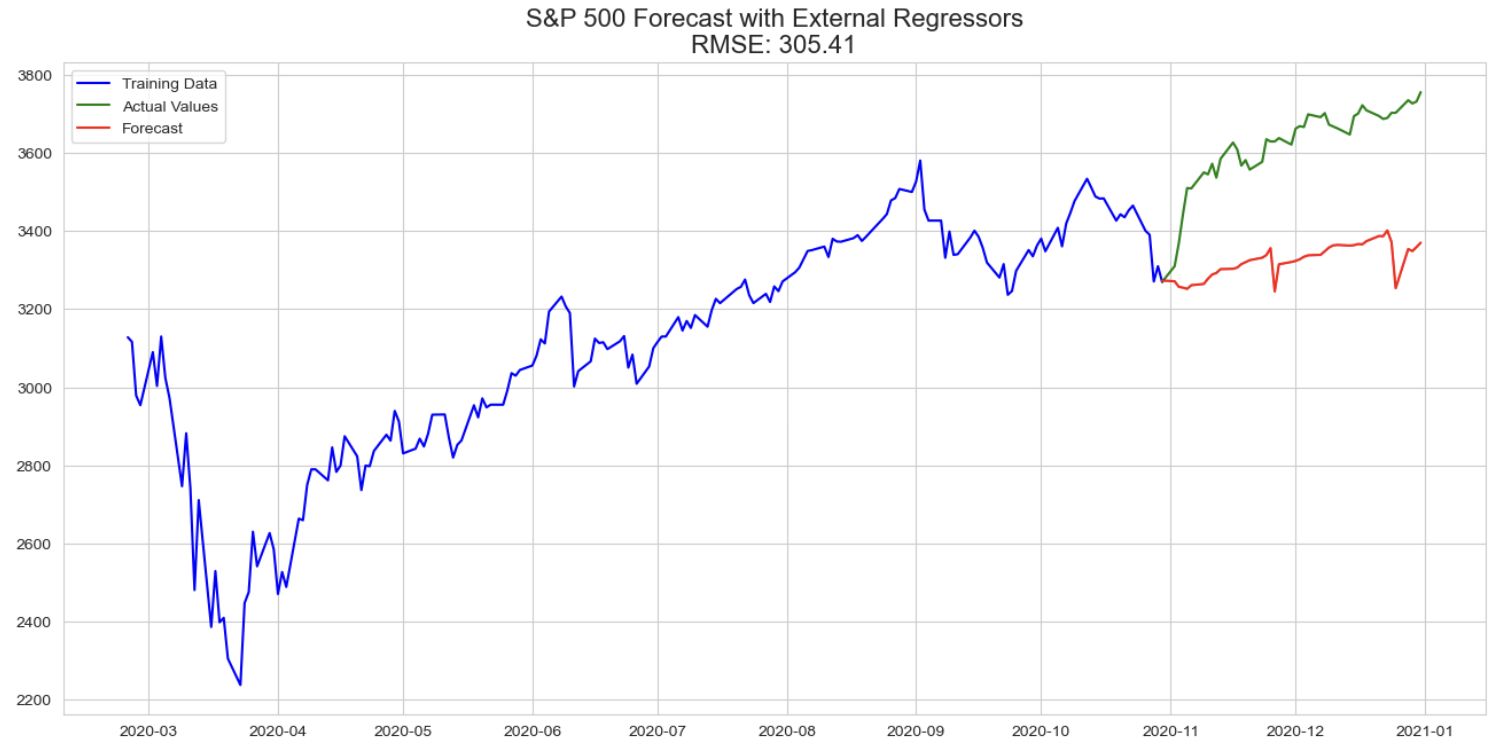 S&P 500 Forecast with External Regressors
RMSE: 305.41
Training Data
Actual Values
Forecast
3800
3600
3400
3200
3000
2800
2600
2400
2200
2020-03 2020-04 2020-05 2020-06 2020-07 2020-08 2020-09 2020-10 2020-11 2020-12 2021-01